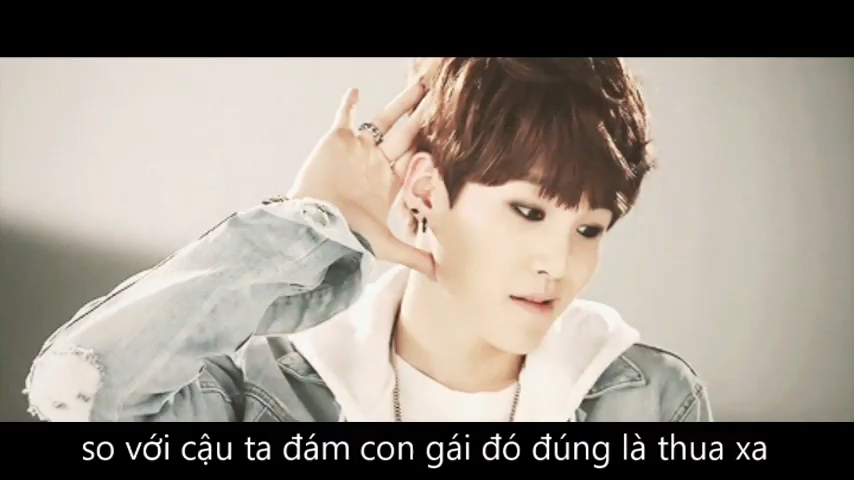 so với cậu ta đám con gái đó đúng là thua xa